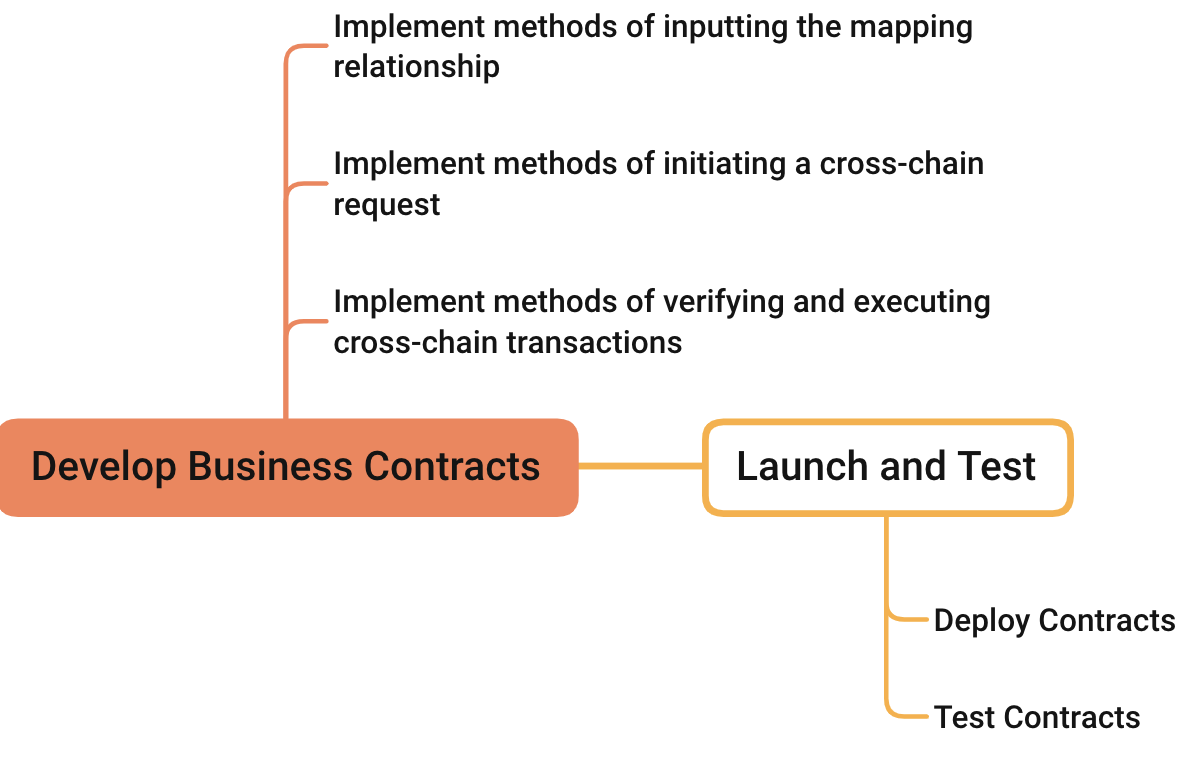 Implement methods of inputting the mapping
relationship
Implement methods of initiating a cross-chain
request
Implement methods of verifying and executing
cross-chain transactions
Develop Business Contracts
Launch and Test
Deploy Contracts
Test Contracts